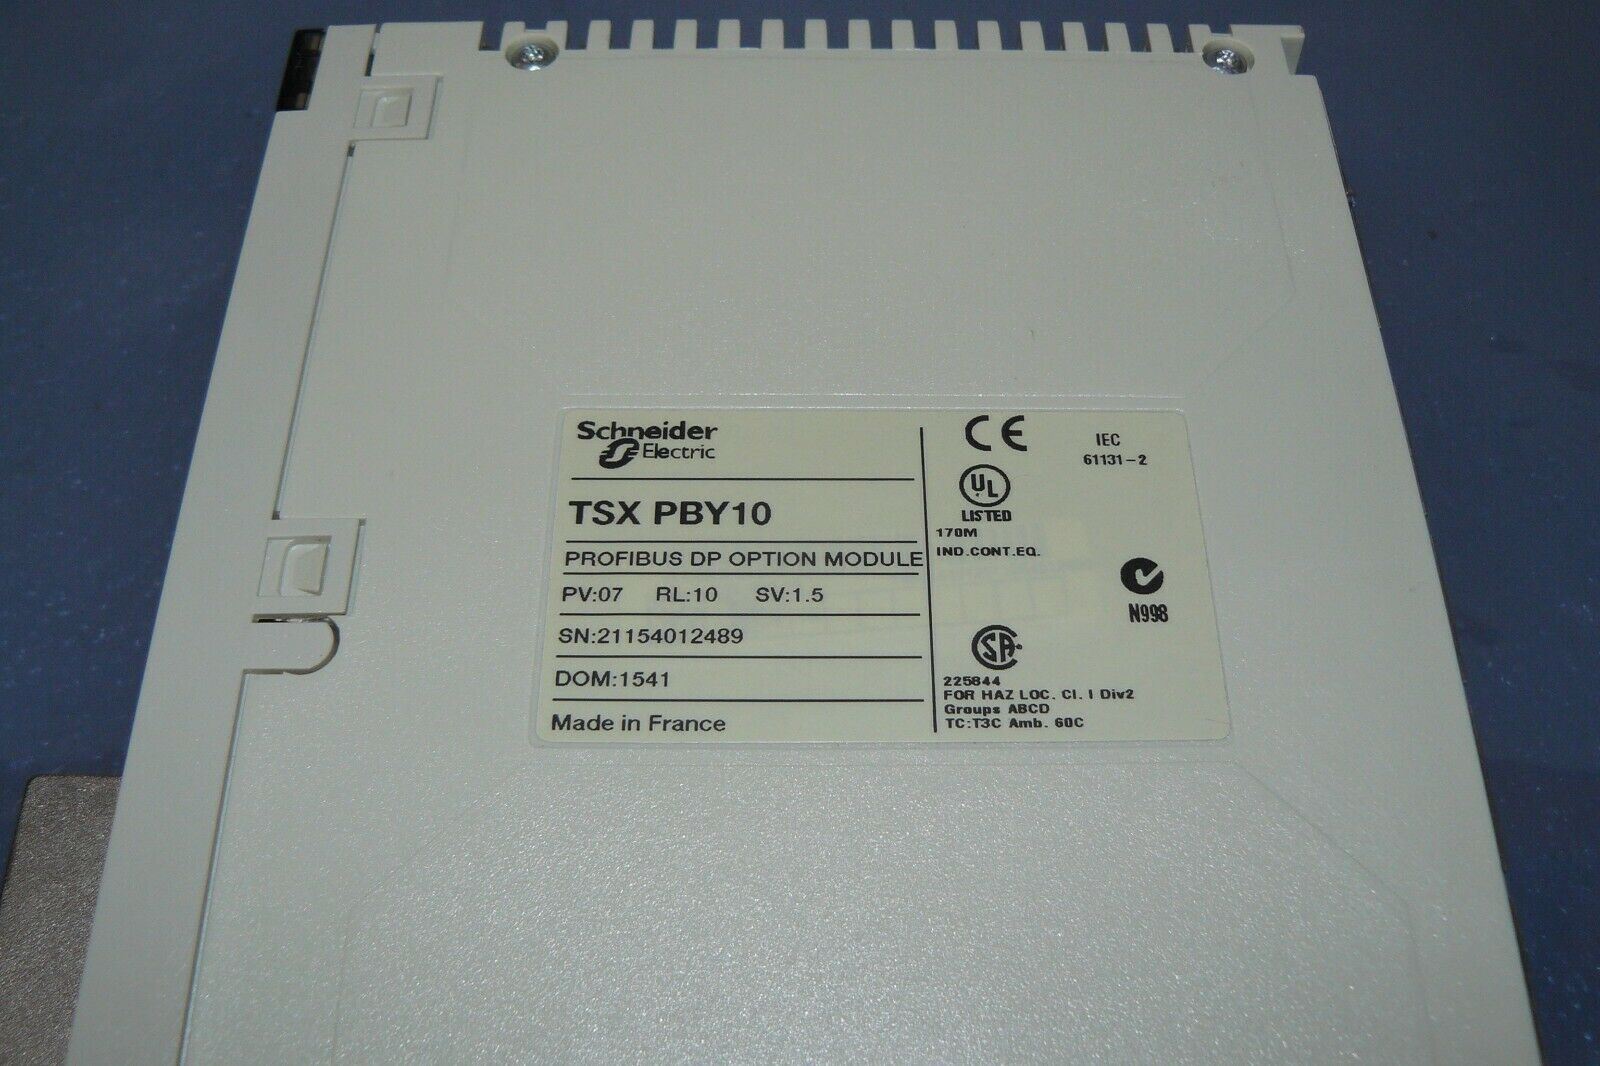 Schneider
Electric
TSX PBY10
PROFIBUS DP OPTION MODULE
PV:07 RL:10 SV:1.5
SN:21154012489
DOM:1541
Made in France
CE
IEC
61131-2
UL
LISTED
170M
IND.CONT.EQ.
N998
SA
225844
FOR HAZ LOC. Cl. I Div2
Groups ABCD
TC:T3C Amb. 60C